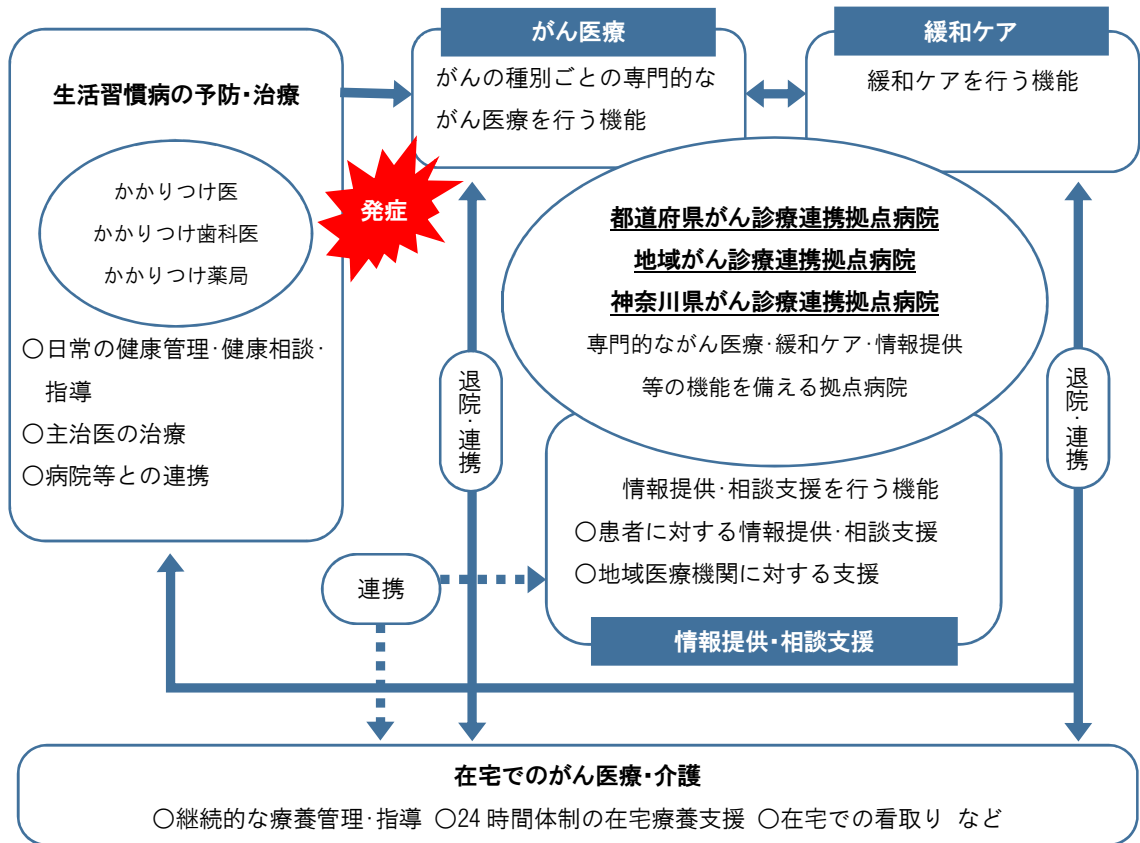 がん医療
緩和ケア
生活習慣病の予防・治療
がんの種別ごとの専門的な
がん医療を行う機能
緩和ケアを行う機能
かかりつけ医
かかりつけ歯科医
かかりつけ薬局
発症
都道府県がん診療連携拠点病院
地域がん診療連携拠点病院
神奈川県がん診療連携拠点病院
専門的ながん医療・緩和ケア・情報提供
等の機能を備える拠点病院
〇日常の健康管理・健康相談・
指導
〇主治医の治療
〇病院等との連携
退院・連携
退院・連携
情報提供・相談支援を行う機能
〇患者に対する情報提供・相談支援
〇地域医療機関に対する支援
連携
情報提供・相談支援
在宅でのがん医療・介護
〇継続的な療養管理・指導 〇24時間体制の在宅療養支援 〇在宅での看取り など